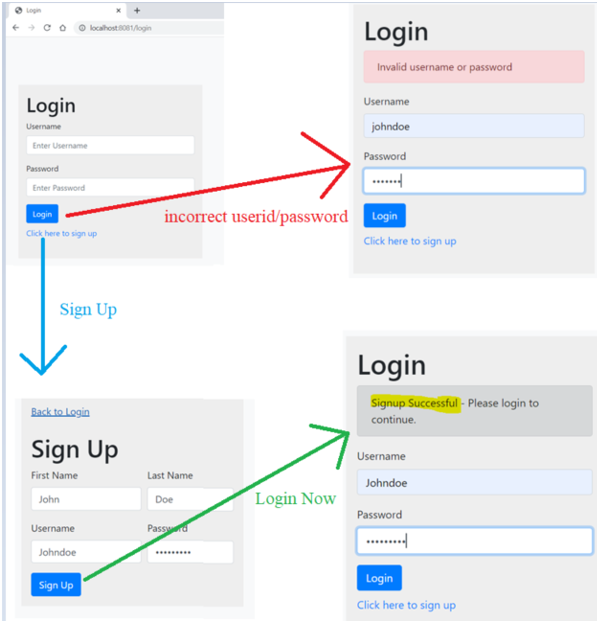 Login
localhost:8081/login
Login
Username
Enter Username
Password
Enter Password
Login
Click here to sign up
incorrect userid/password
Login
Invalid username or password
Username
johndoe
Password
•••••••
Login
Click here to sign up
Sign Up
Back to Login
Sign Up
First Name Last Name
John Doe
Username Password
Johndoe •••••••••
Sign Up
Login Now
Login
Signup Successful - Please login to
continue.
Username
Johndoe
Password
•••••••••
Login
Click here to sign up